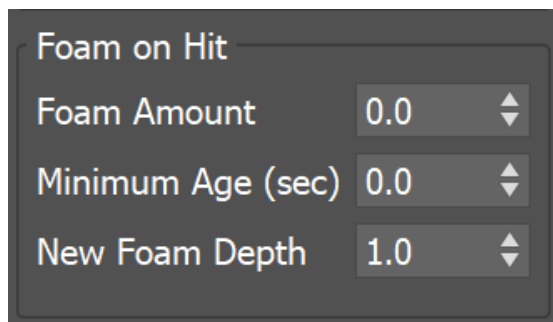 Foam on Hit
Foam Amount 0.0
Minimum Age (sec) 0.0
New Foam Depth 1.0